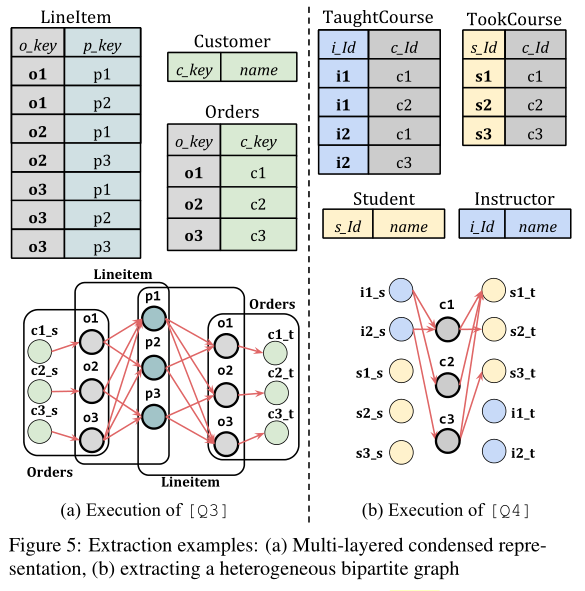 LineItem
o_key p_key
o1 p1
o1 p2
o2 p1
o2 p3
o3 p1
o3 p2
o3 p3
Customer
c_key name
Orders
o_key c_key
o1 c1
o2 c2
o3 c3
Lineitem
Orders
p1
p2
p3
o1
o2
o3
c1_s
c2_s
c3_s
o1
o2
o3
c1_t
c2_t
c3_t
Orders
Lineitem
(a) Execution of [Q3]
TaughtCourse
i_Id c_Id
i1 c1
i1 c2
i2 c1
i2 c3
TookCourse
s_Id c_Id
s1 c1
s2 c2
s3 c3
Student
s_Id name
Instructor
i_Id name
i1_s
i2_s
s1_s
s2_s
s3_s
c1
c2
c3
s1_t
s2_t
s3_t
i1_t
i2_t
(b) Execution of [Q4]
Figure 5: Extraction examples: (a) Multi-layered condensed repre-
sentation, (b) extracting a heterogeneous bipartite graph